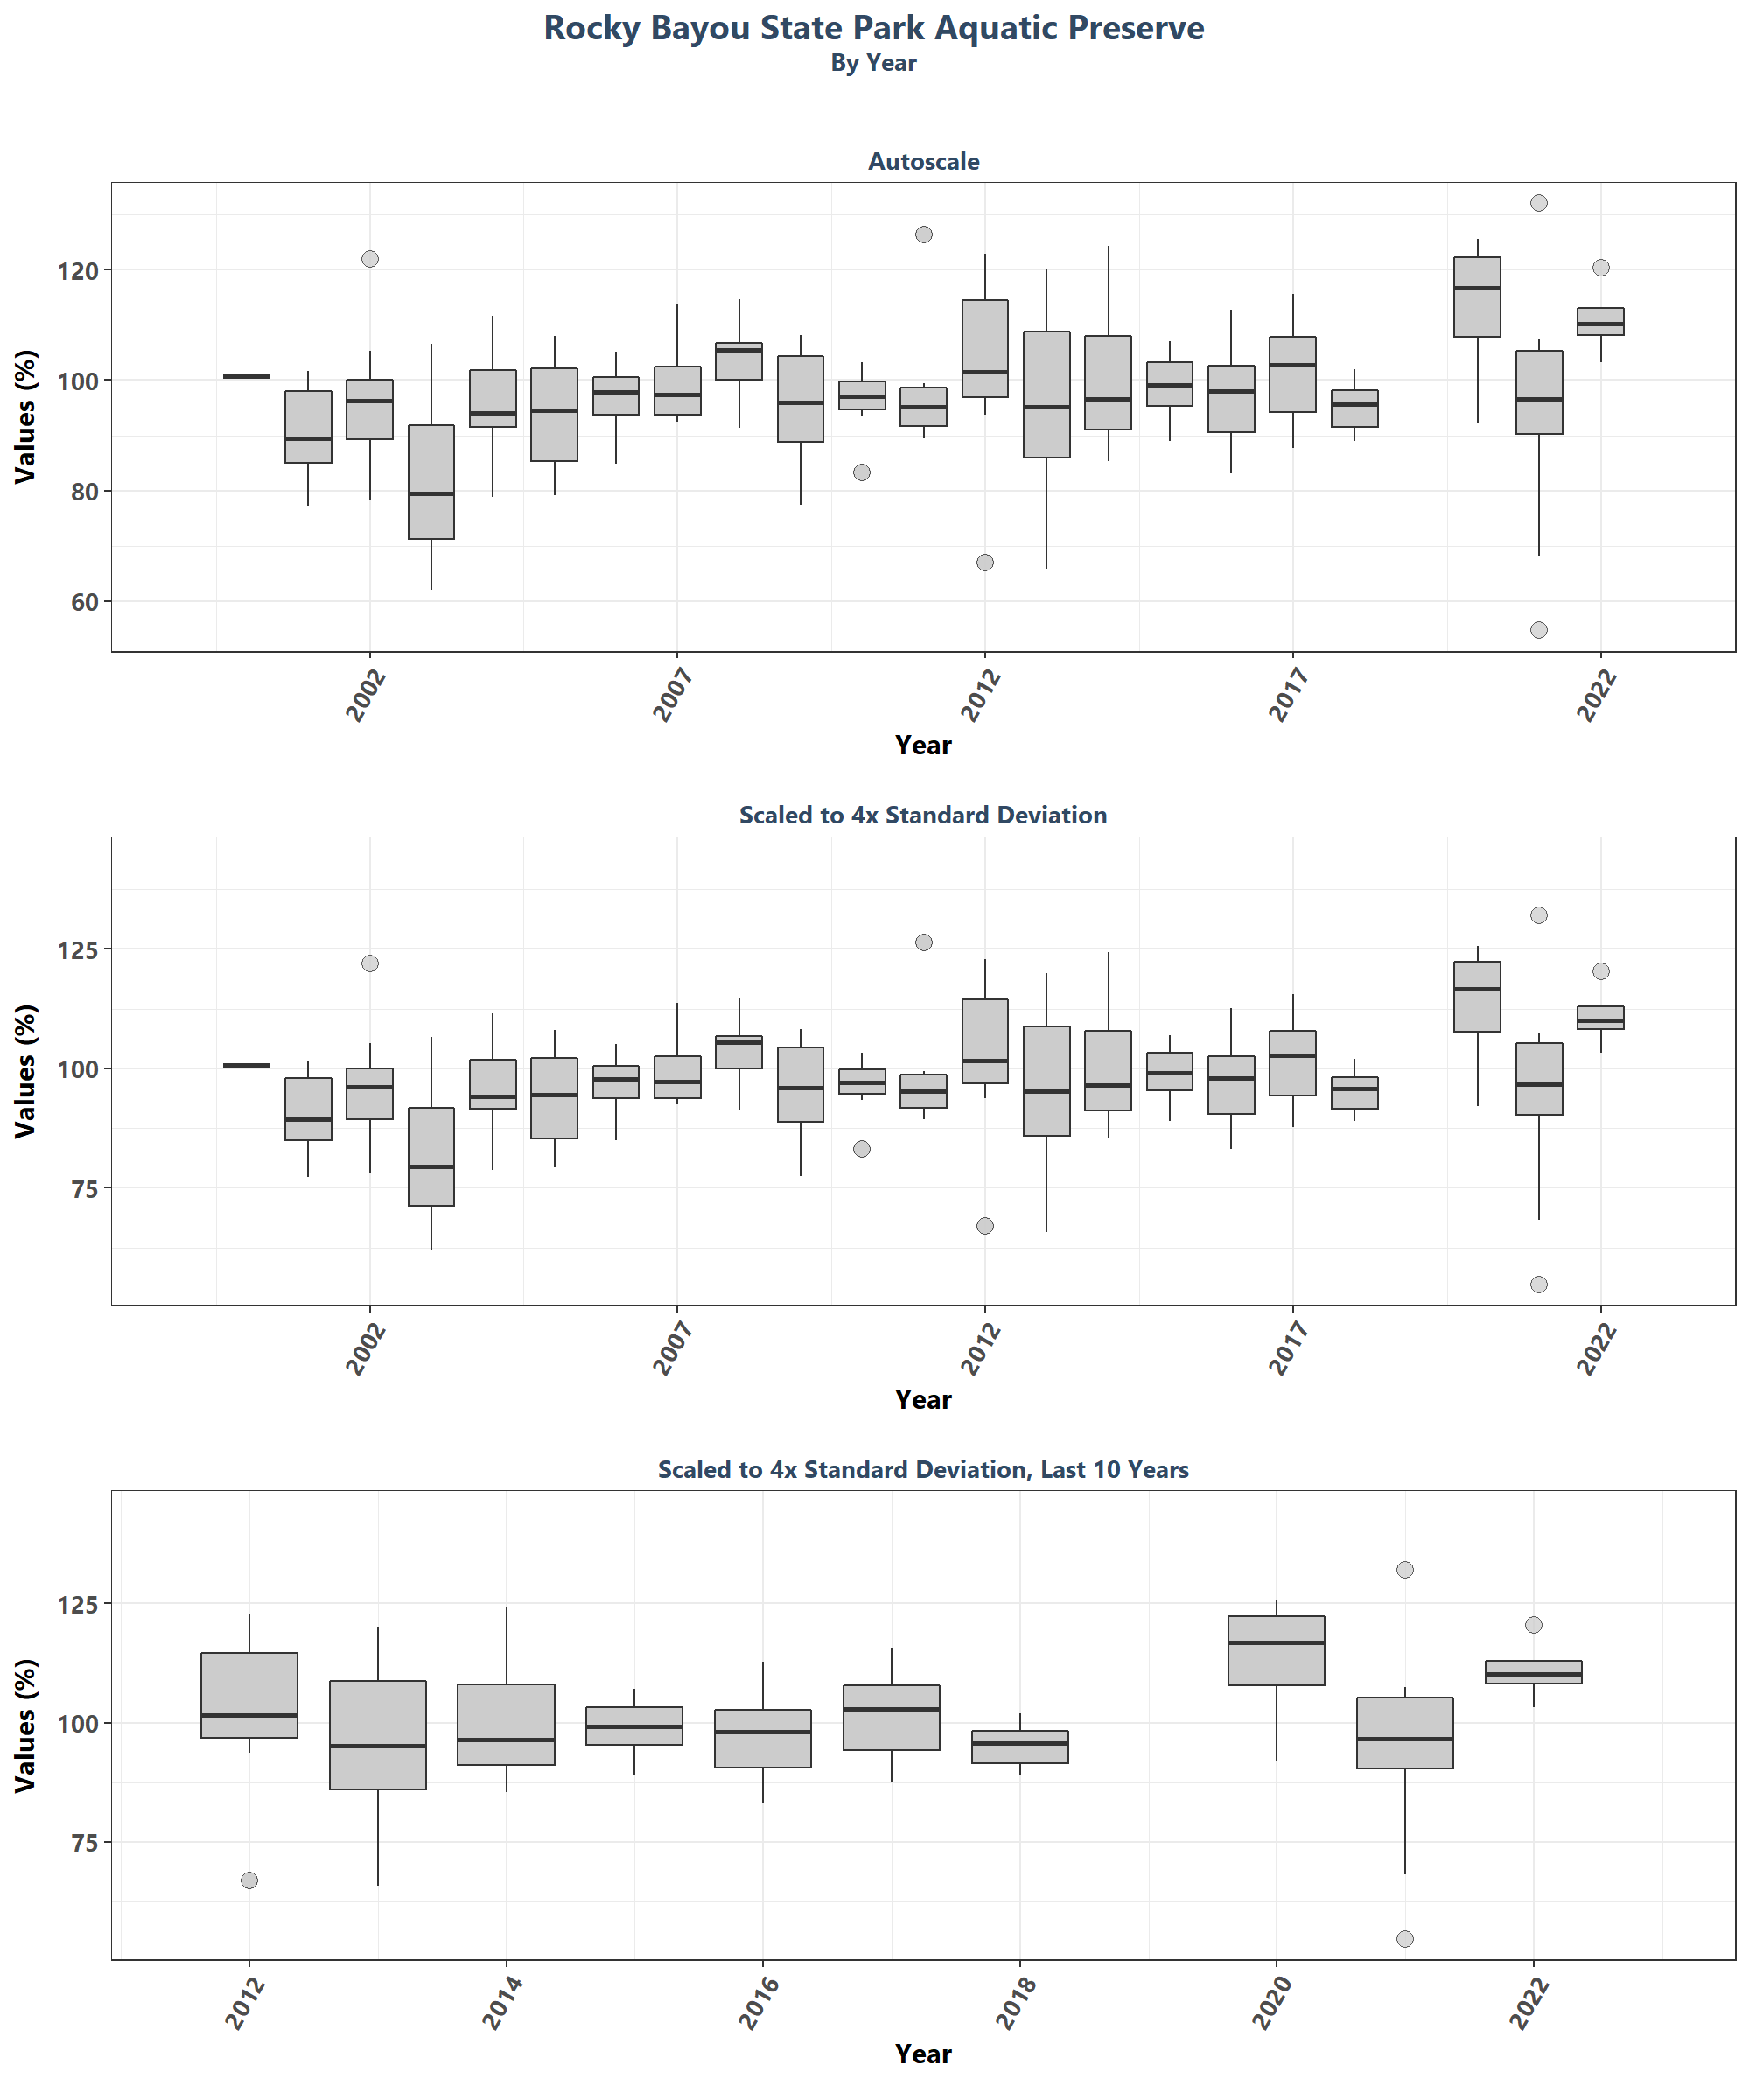 Rocky Bayou State Park Aquatic Preserve
By Year
Autoscale
Values (%)
120
100
80
60
2002
2007
2012
2017
2022
Year
Scaled to 4x Standard Deviation
Values (%)
125
100
75
2002
2007
2012
2017
2022
Year
Scaled to 4x Standard Deviation, Last 10 Years
Values (%)
125
100
75
2012
2014
2016
2018
2020
2022
Year